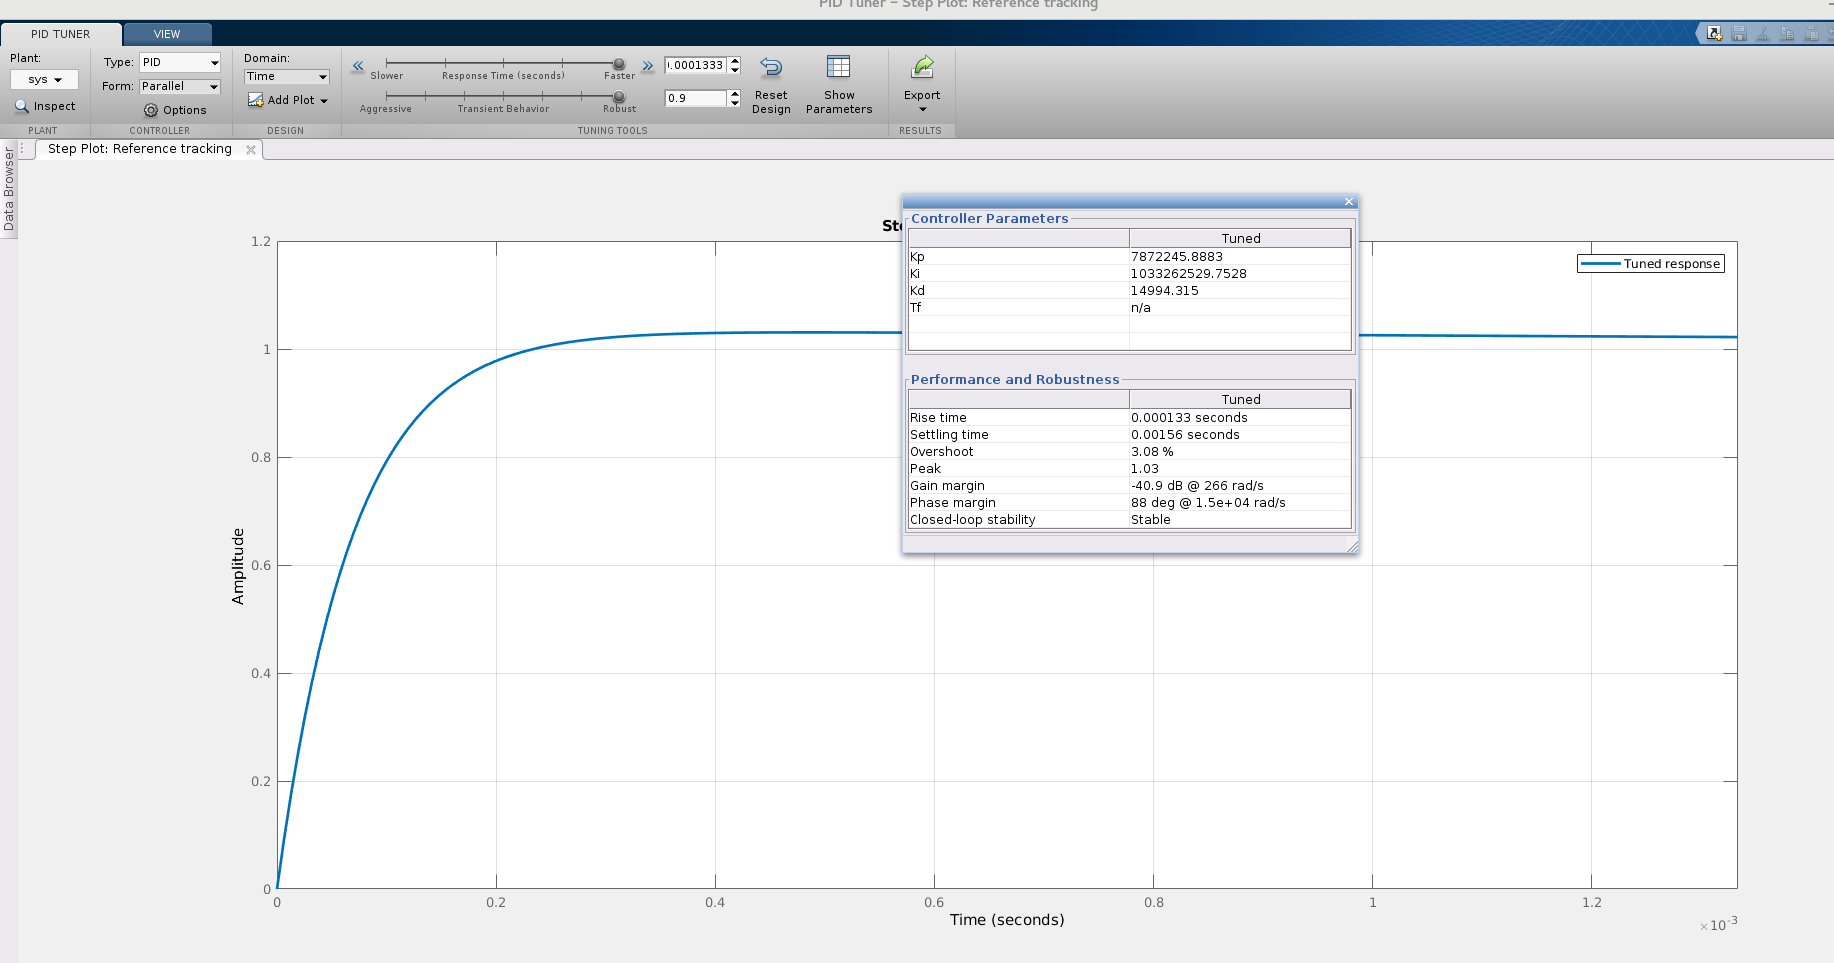 PID Tuner – Step Plot: Reference tracking
PID TUNER
VIEW
Plant:
sys
Inspect
PLANT
Type: PID
Form: Parallel
Options
CONTROLLER
Domain:
Time
Add Plot
DESIGN
Slower Response Time (seconds) Faster
.0001333
Aggressive Transient Behavior Robust
0.9
Reset
Design
Show
Parameters
TUNING TOOLS
Export
RESULTS
Data Browser
Step Plot: Reference tracking
Controller Parameters
Tuned
Kp 7872245.8883
Ki 1033262529.7528
Kd 14994.315
Tf n/a
Performance and Robustness
Tuned
Rise time 0.000133 seconds
Settling time 0.00156 seconds
Overshoot 3.08 %
Peak 1.03
Gain margin -40.9 dB @ 266 rad/s
Phase margin 88 deg @ 1.5e+04 rad/s
Closed-loop stability Stable
Tuned response
Amplitude
1.2
1
0.8
0.6
0.4
0.2
0
0 0.2 0.4 0.6 0.8 1 1.2
Time (seconds)
×10-3